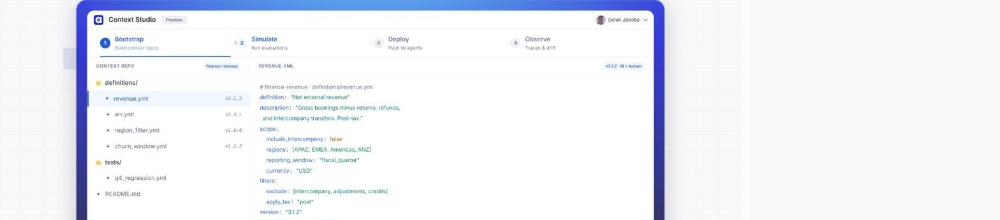 Context Studio Preview Dylan Jacobs
1 Bootstrap
Build context repos
2 Simulate
Run evaluations
3 Deploy
Push to agents
4 Observe
Traces & drift
CONTEXT REPO finance-revenue
definitions/
revenue.yml v3.1.2
arr.yml v2.4.1
region_filter.yml v1.9.0
churn_window.yml v1.2.3
tests/
q4_regression.yml
README.md
REVENUE.YML v3.1.2 · AI + human
# finance-revenue · definitions/revenue.yml
definition: "Net external revenue"
description: "Gross bookings minus returns, refunds,
and intercompany transfers. Post-tax."
scope:
include_intercompany: false
regions: [APAC, EMEA, Americas, ANZ]
reporting_window: "fiscal_quarter"
currency: "USD"
filters:
exclude: [intercompany, adjustments, credits]
apply_tax: "post"
version: "3.1.2"